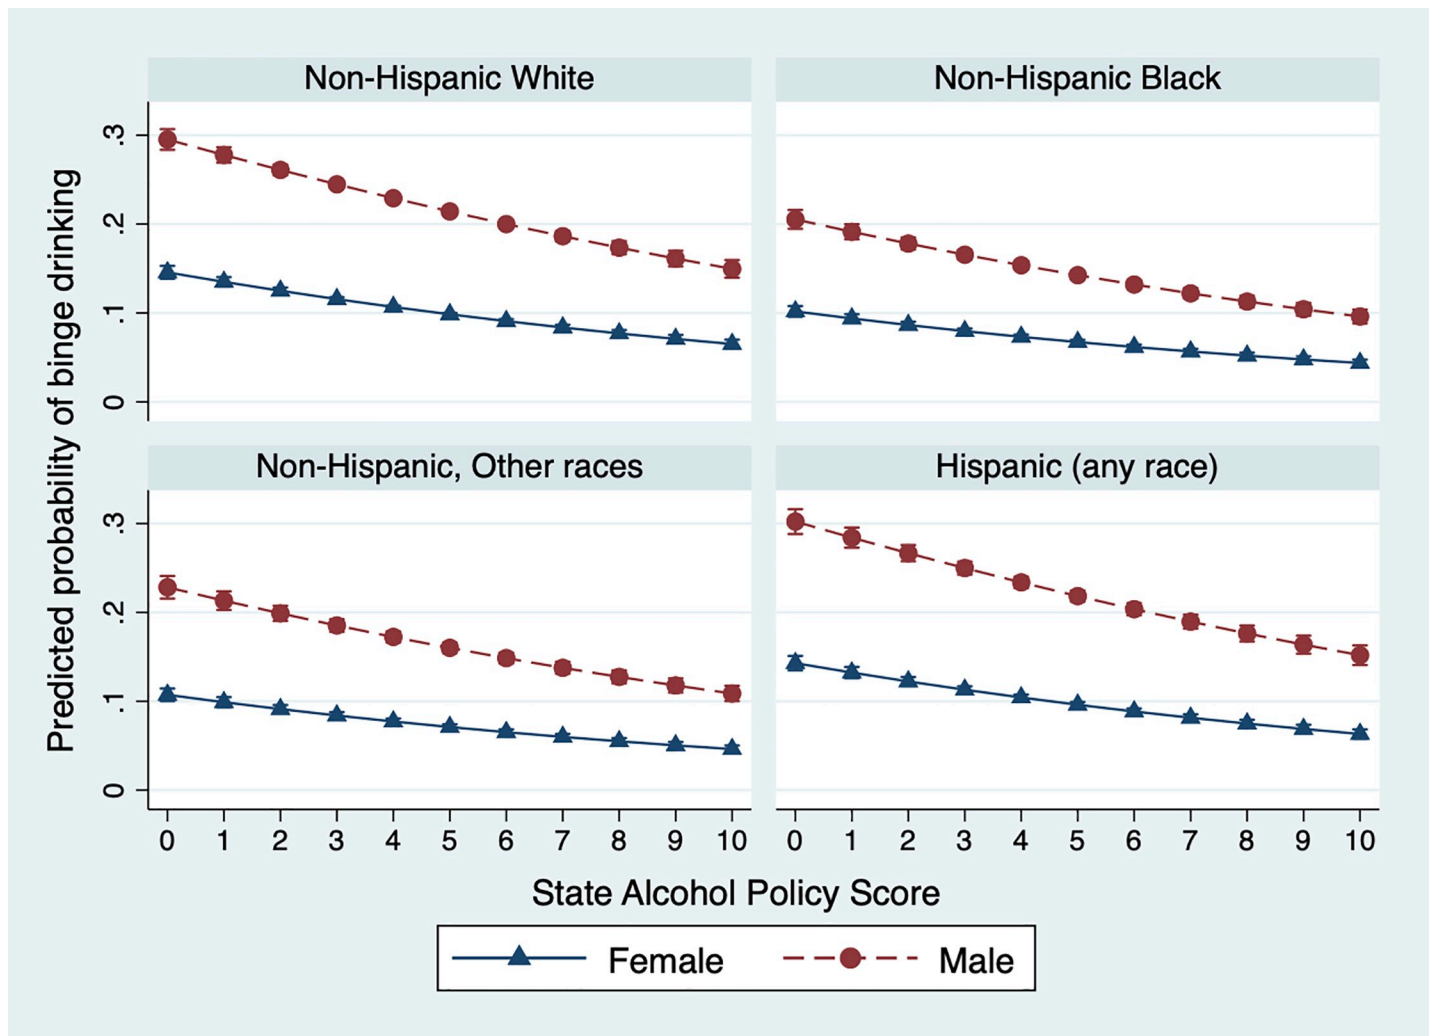 Non-Hispanic White
Non-Hispanic Black
.3
.2
.1
0
Non-Hispanic, Other races
Hispanic (any race)
.3
.2
.1
0
Predicted probability of binge drinking
0 1 2 3 4 5 6 7 8 9 10
0 1 2 3 4 5 6 7 8 9 10
State Alcohol Policy Score
Female
Male